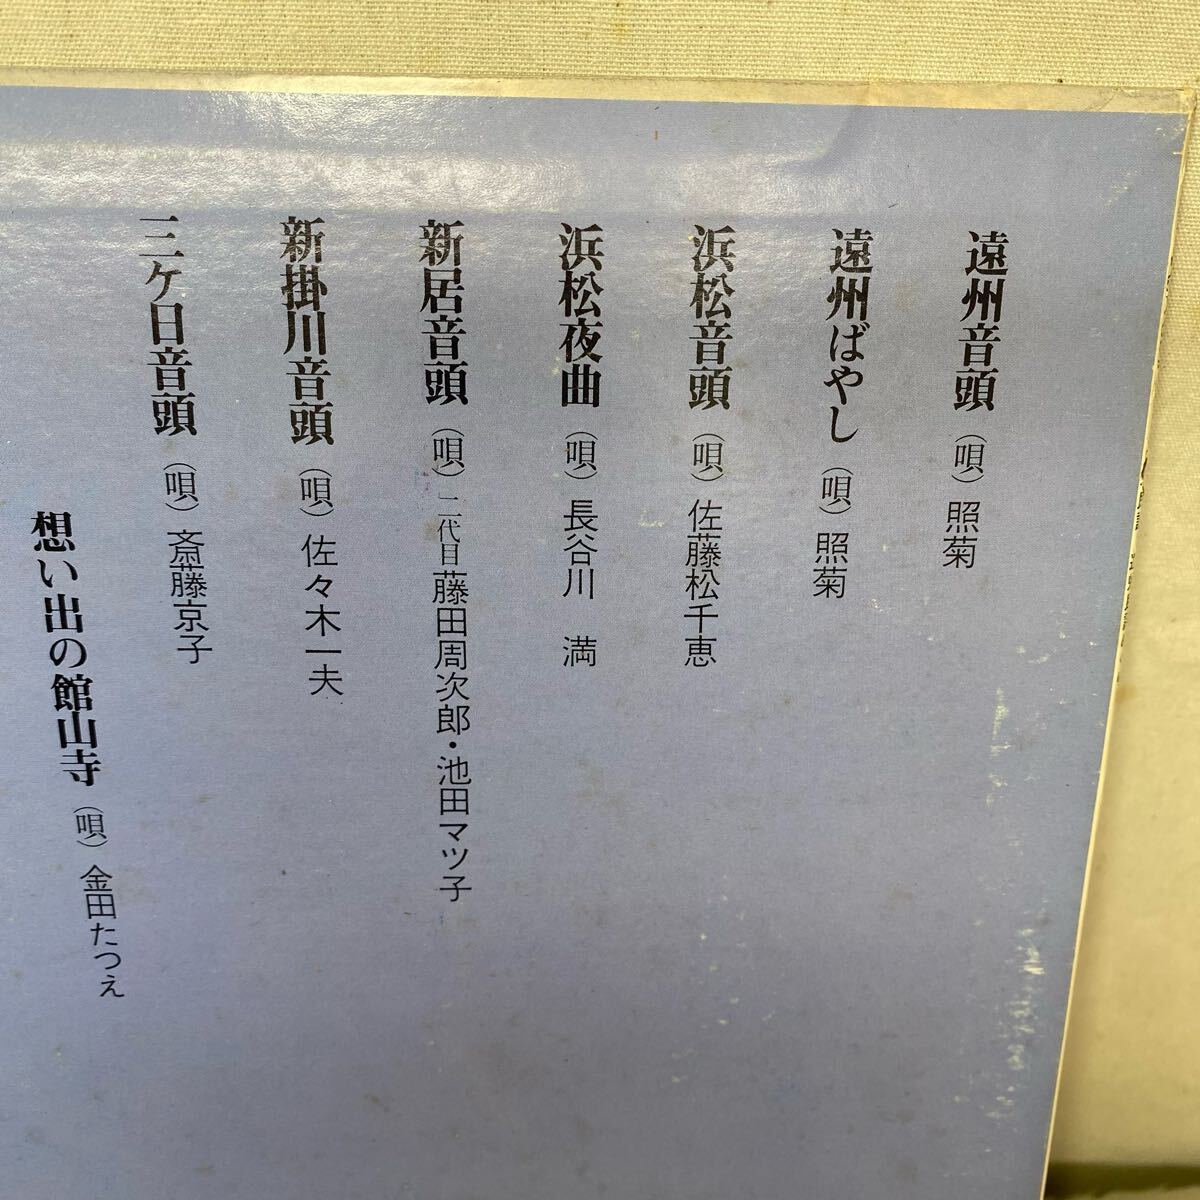 遠州音頭（唄）照菊
遠州ばやし（唄）照菊
浜松音頭（唄）佐藤松千恵
浜松夜曲（唄）長谷川　満
新居音頭（唄）二代目藤田周次郎・池田マツ子
新掛川音頭（唄）佐々木一夫
三ケ日音頭（唄）斎藤京子
想い出の館山寺（唄）金田たつえ